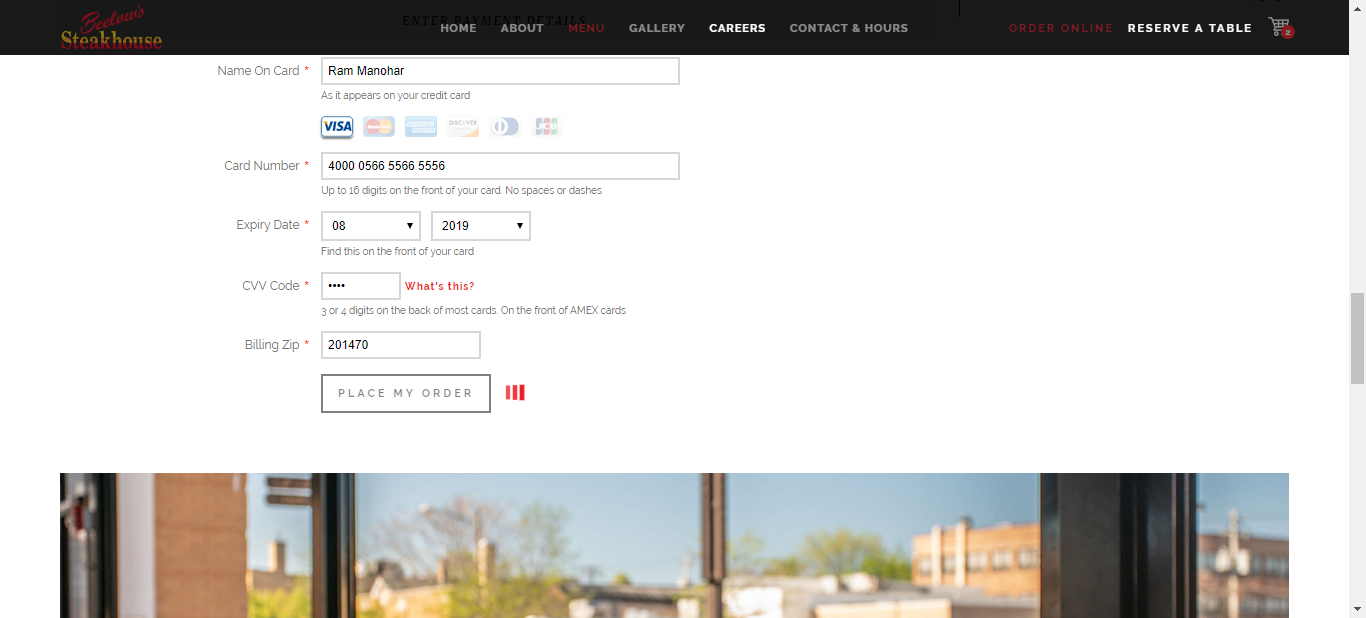 Beelow's
Steakhouse
ENTER PAYMENT DETAILS
HOME ABOUT MENU GALLERY CAREERS CONTACT & HOURS ORDER ONLINE RESERVE A TABLE 2
Name On Card * Ram Manohar
As it appears on your credit card
VISA MasterCard DISCOVER JCB
Card Number * 4000 0566 5566 5556
Up to 16 digits on the front of your card. No spaces or dashes
Expiry Date * 08 2019
Find this on the front of your card
CVV Code * •••• What's this?
3 or 4 digits on the back of most cards. On the front of AMEX cards
Billing Zip * 201470
PLACE MY ORDER